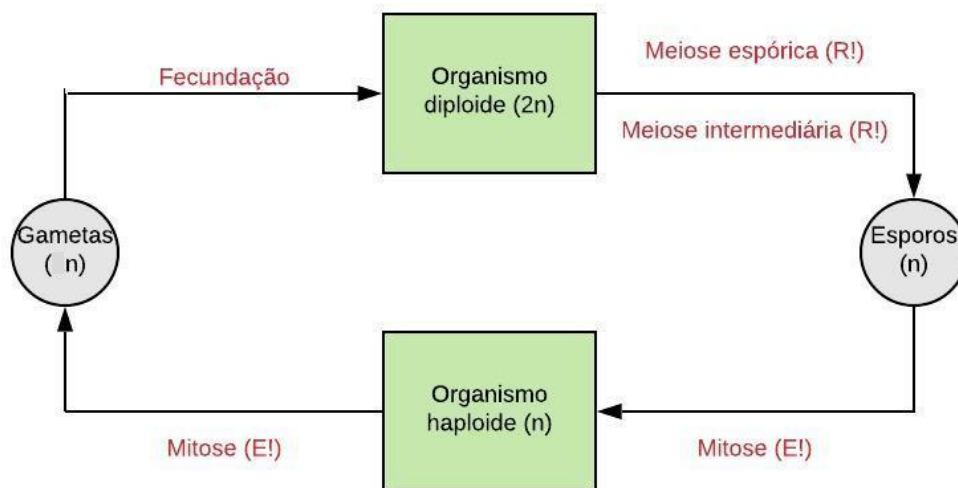 Fecundação
Organismo
diploide (2n)
Meiose espórica (R!)
Meiose intermediária (R!)
Gametas
( n)
Esporos
(n)
Organismo
haploide (n)
Mitose (E!)
Mitose (E!)